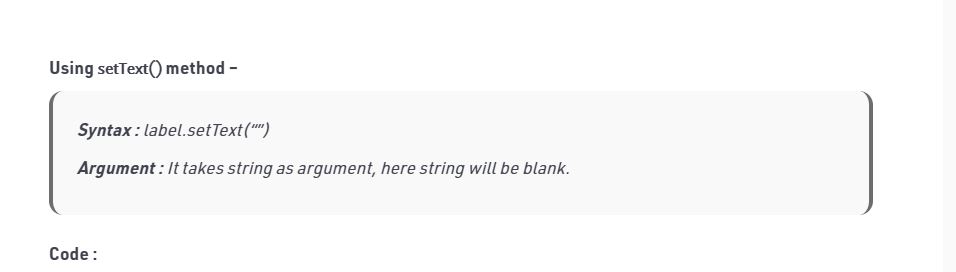 Using setText() method –
Syntax : label.setText(“”)
Argument : It takes string as argument, here string will be blank.
Code :